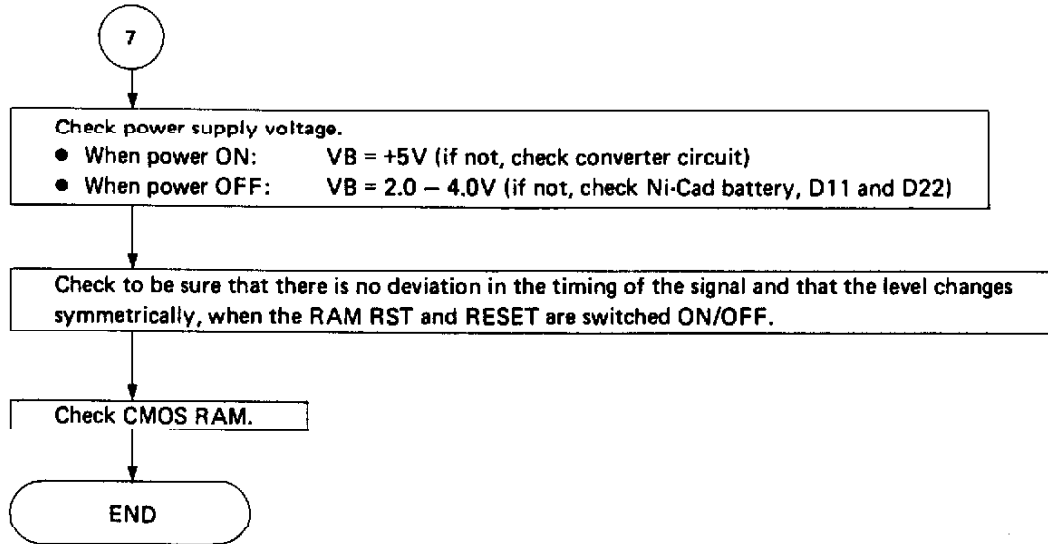 7
Check power supply voltage.
● When power ON: VB = +5V (if not, check converter circuit)
● When power OFF: VB = 2.0 – 4.0V (if not, check Ni-Cad battery, D11 and D22)
Check to be sure that there is no deviation in the timing of the signal and that the level changes
symmetrically, when the RAM RST and RESET are switched ON/OFF.
Check CMOS RAM.
END